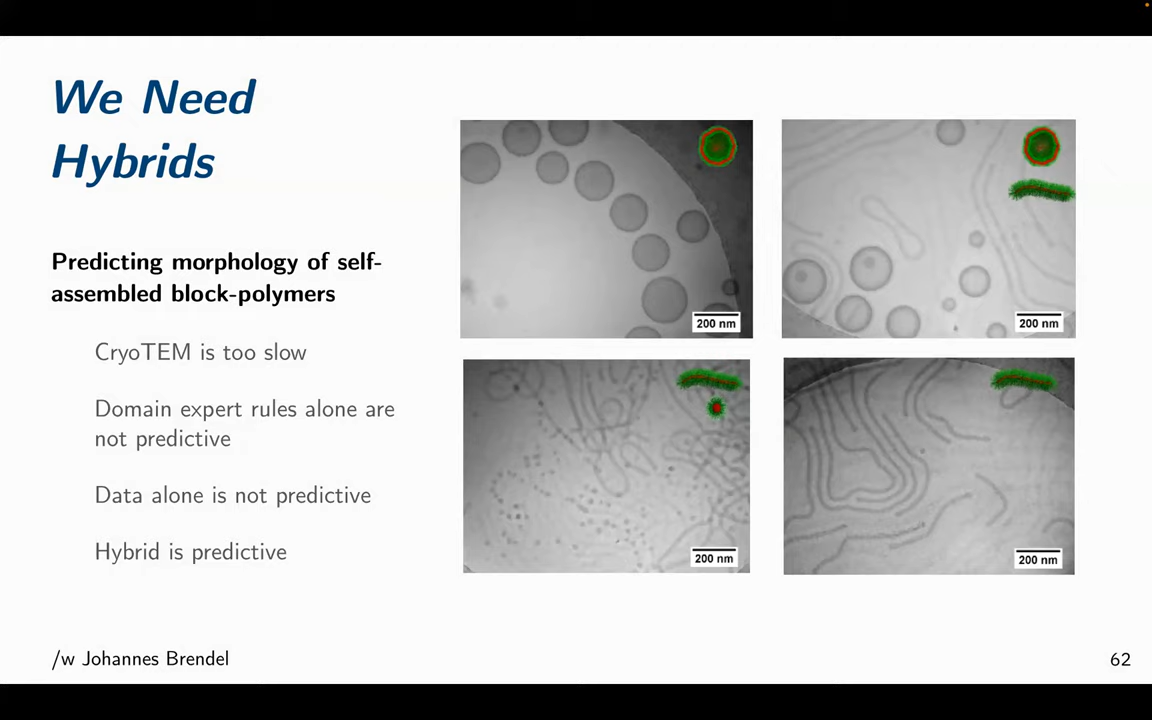 We Need
Hybrids
Predicting morphology of self-
assembled block-polymers
CryoTEM is too slow
Domain expert rules alone are
not predictive
Data alone is not predictive
Hybrid is predictive
200 nm
200 nm
200 nm
200 nm
/w Johannes Brendel
62